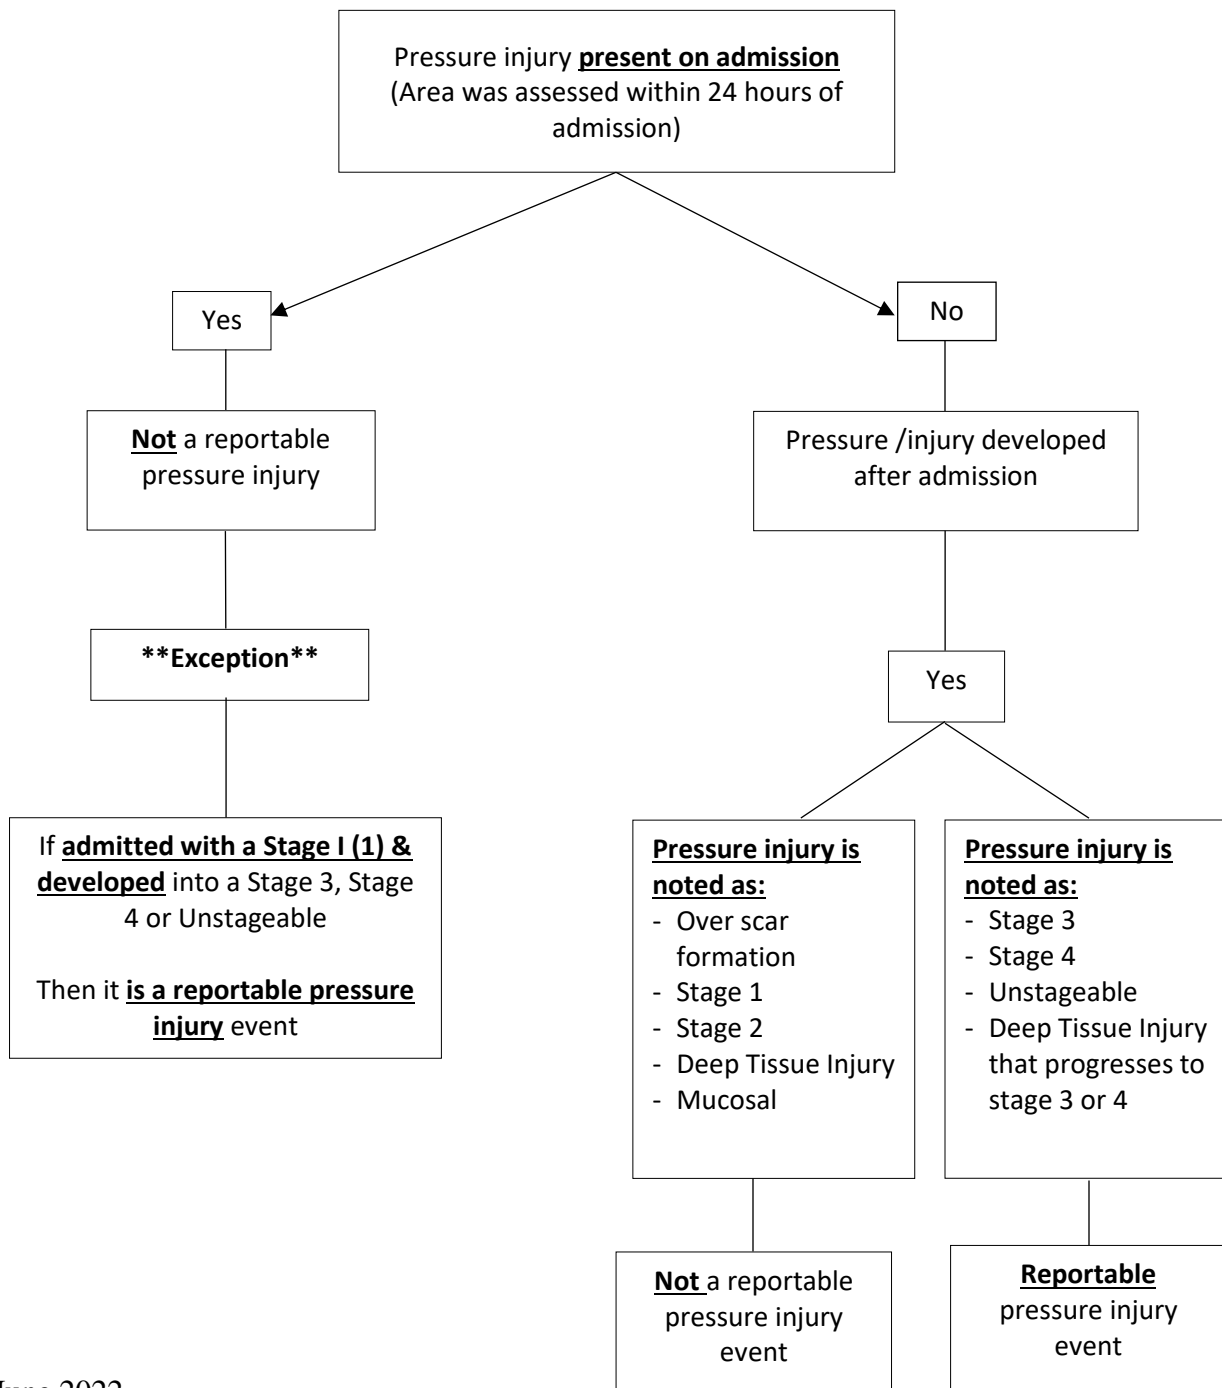 Pressure injury present on admission
(Area was assessed within 24 hours of
admission)
Yes
No
Not a reportable
pressure injury
Pressure /injury developed
after admission
**Exception**
Yes
If admitted with a Stage I (1) &
developed into a Stage 3, Stage
4 or Unstageable
Then it is a reportable pressure
injury event
Pressure injury is
noted as:
- Over scar
formation
- Stage 1
- Stage 2
- Deep Tissue Injury
- Mucosal
Pressure injury is
noted as:
- Stage 3
- Stage 4
- Unstageable
- Deep Tissue Injury
that progresses to
stage 3 or 4
Not a reportable
pressure injury
event
Reportable
pressure injury
event
June 2022